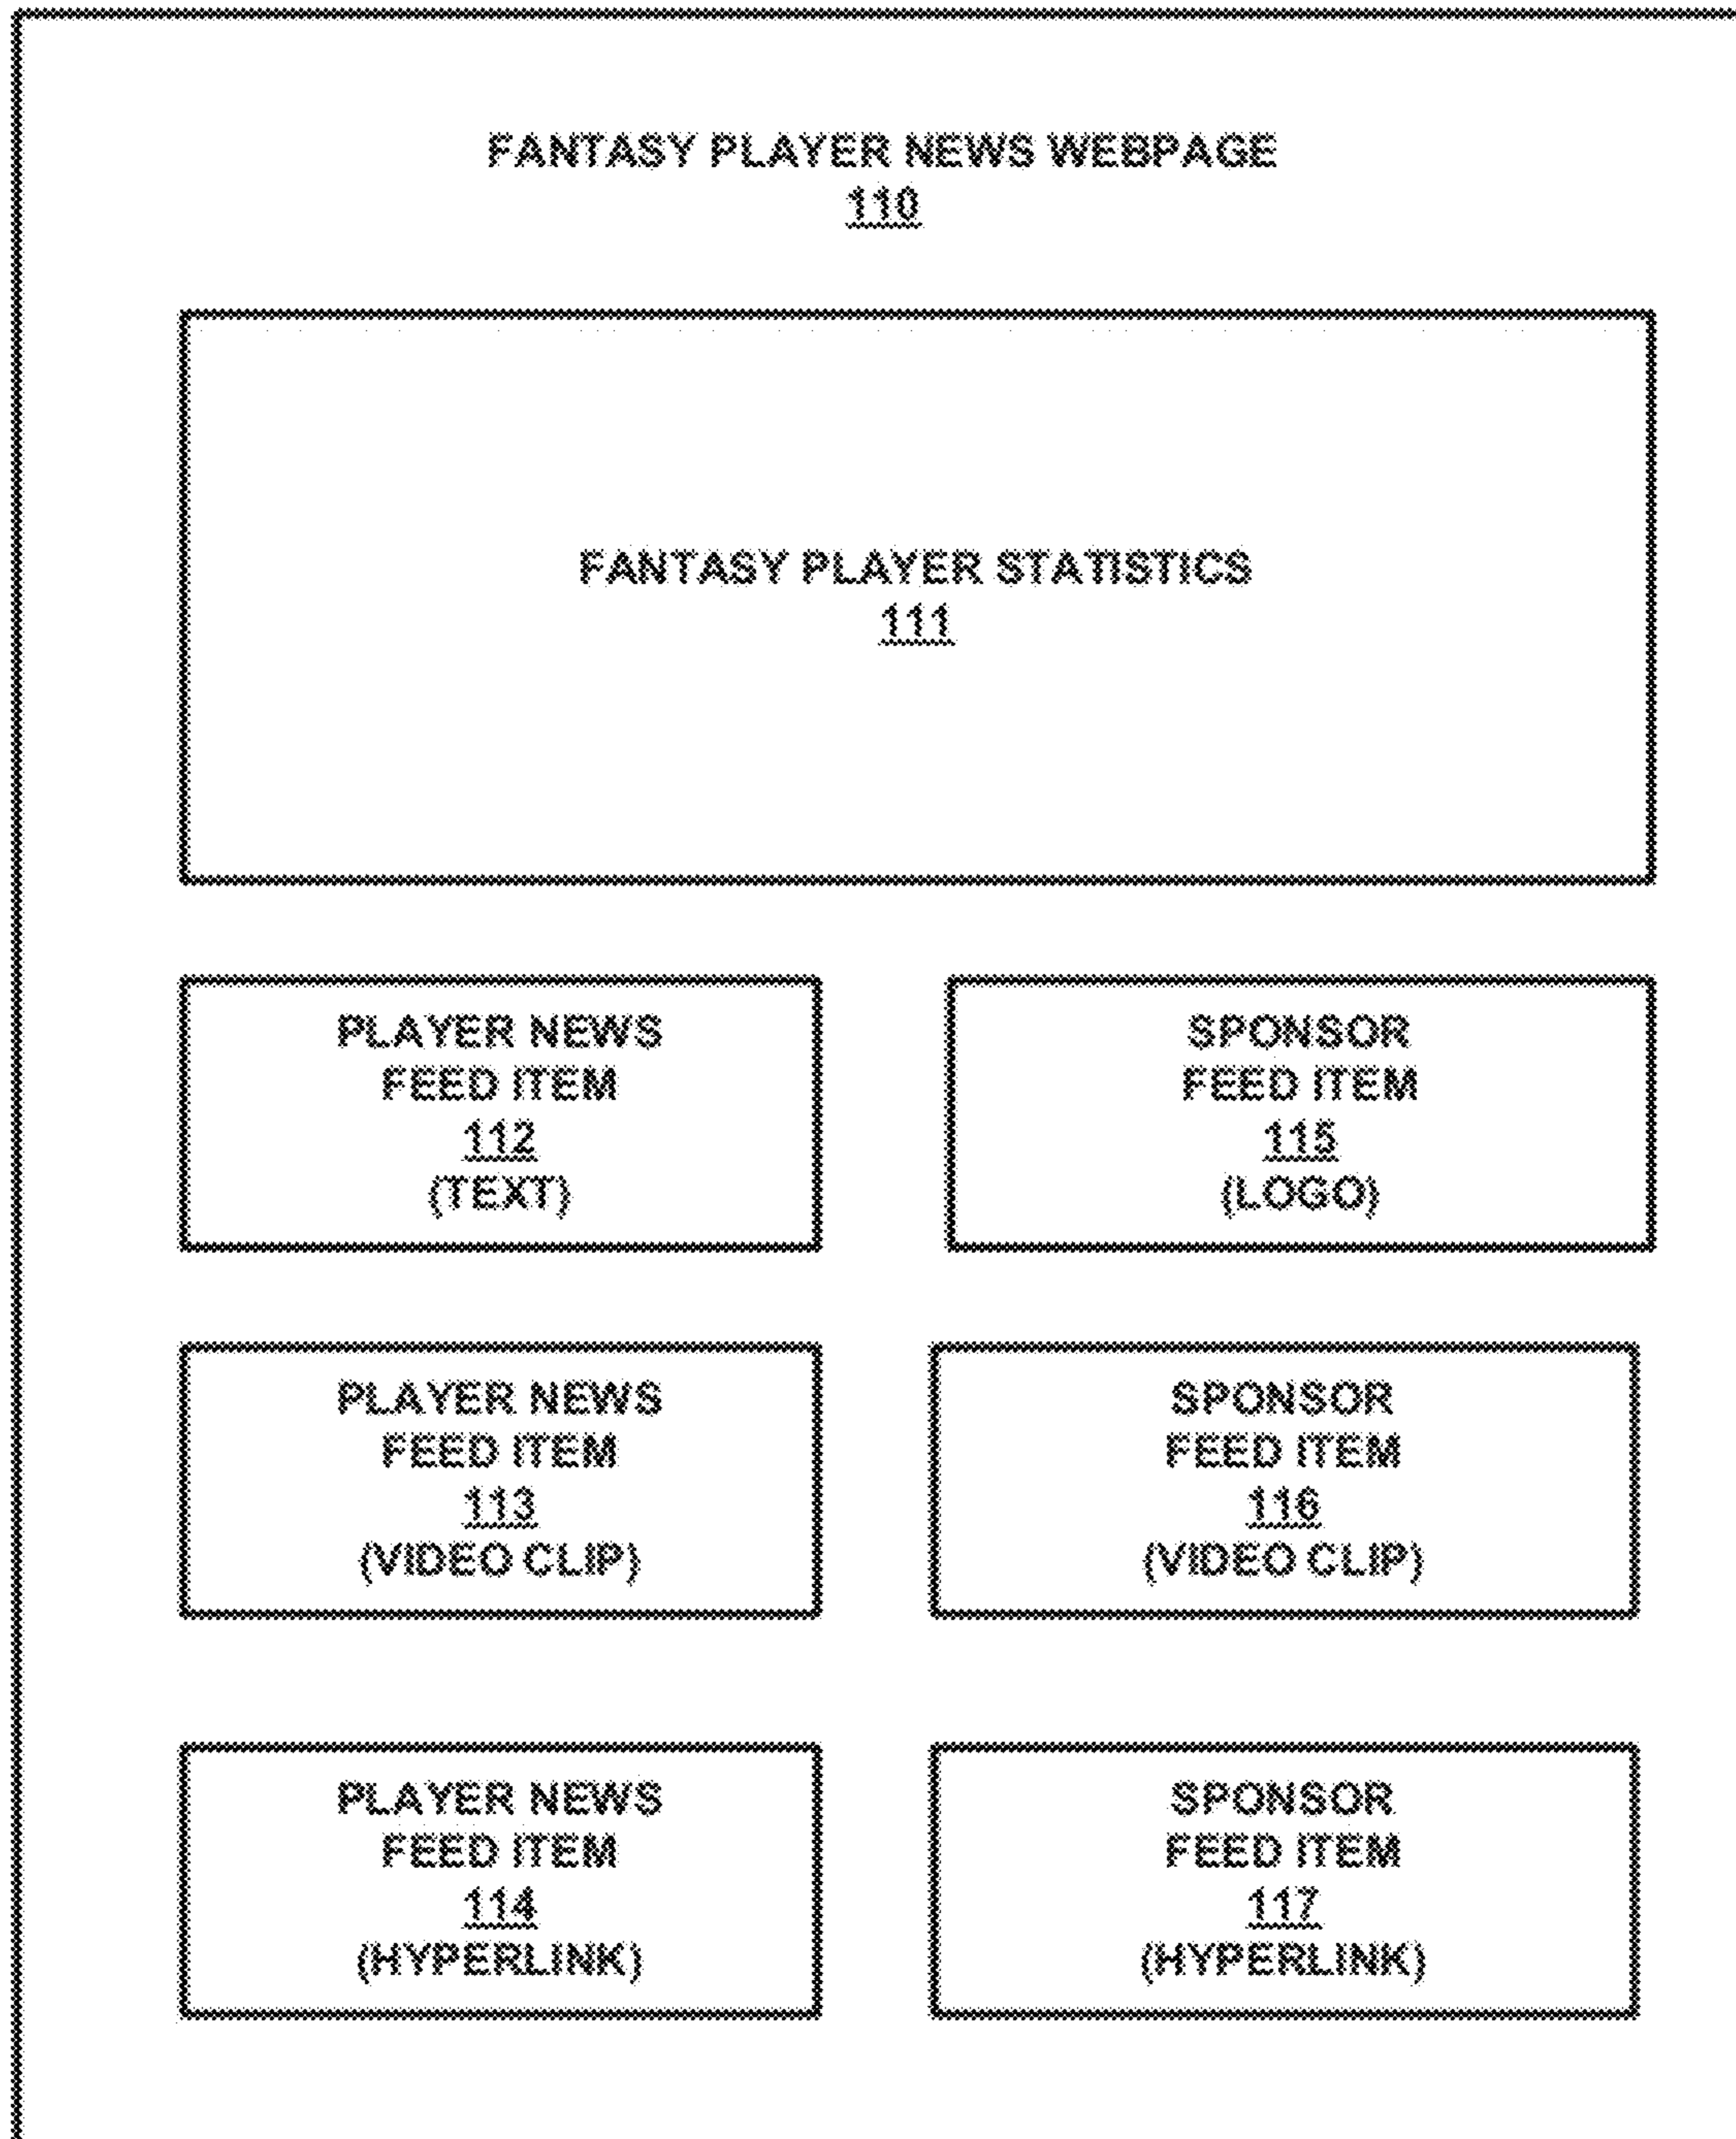 FANTASY PLAYER NEWS WEBPAGE
110
FANTASY PLAYER STATISTICS
111
PLAYER NEWS
FEED ITEM
112
(TEXT)
SPONSOR
FEED ITEM
115
(LOGO)
PLAYER NEWS
FEED ITEM
113
(VIDEO CLIP)
SPONSOR
FEED ITEM
116
(VIDEO CLIP)
PLAYER NEWS
FEED ITEM
114
(HYPERLINK)
SPONSOR
FEED ITEM
117
(HYPERLINK)